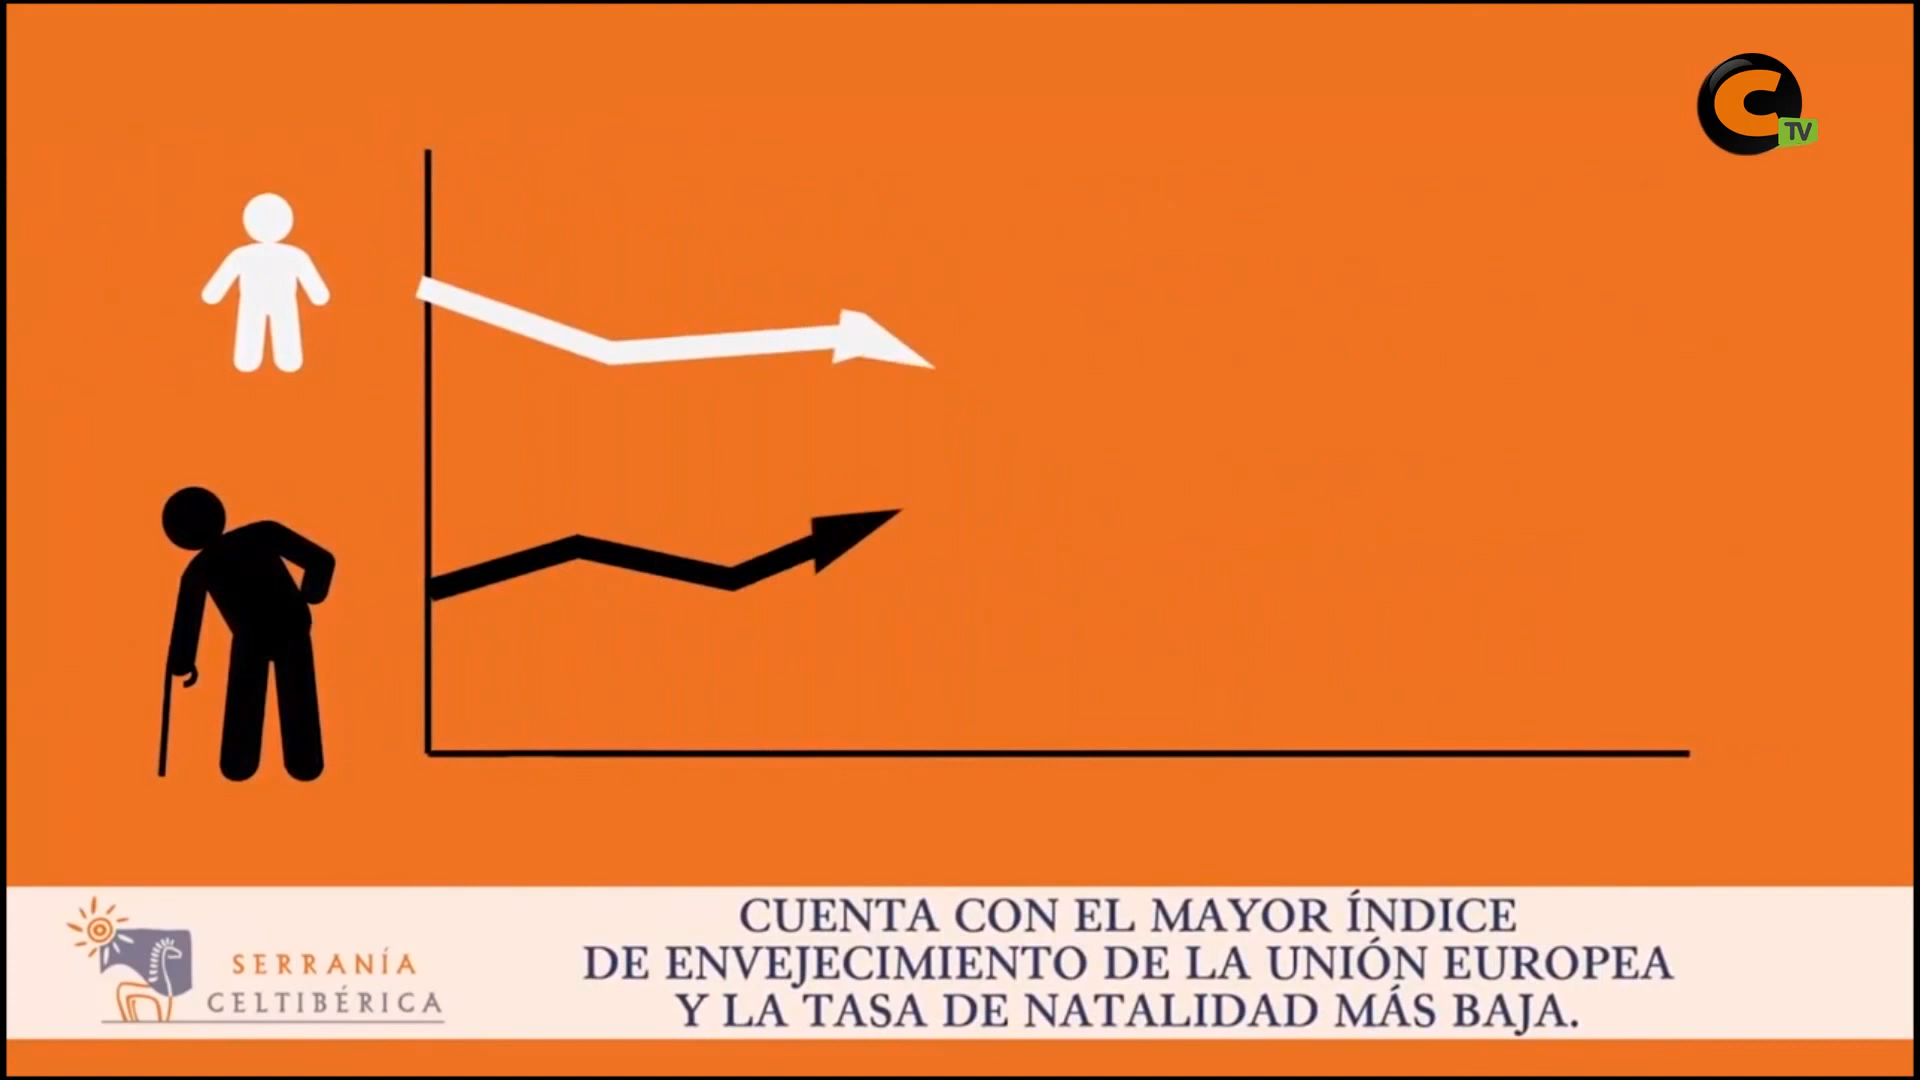 C TV
CUENTA CON EL MAYOR ÍNDICE
DE ENVEJECIMIENTO DE LA UNIÓN EUROPEA
Y LA TASA DE NATALIDAD MÁS BAJA.
SERRANÍA
CELTIBÉRICA